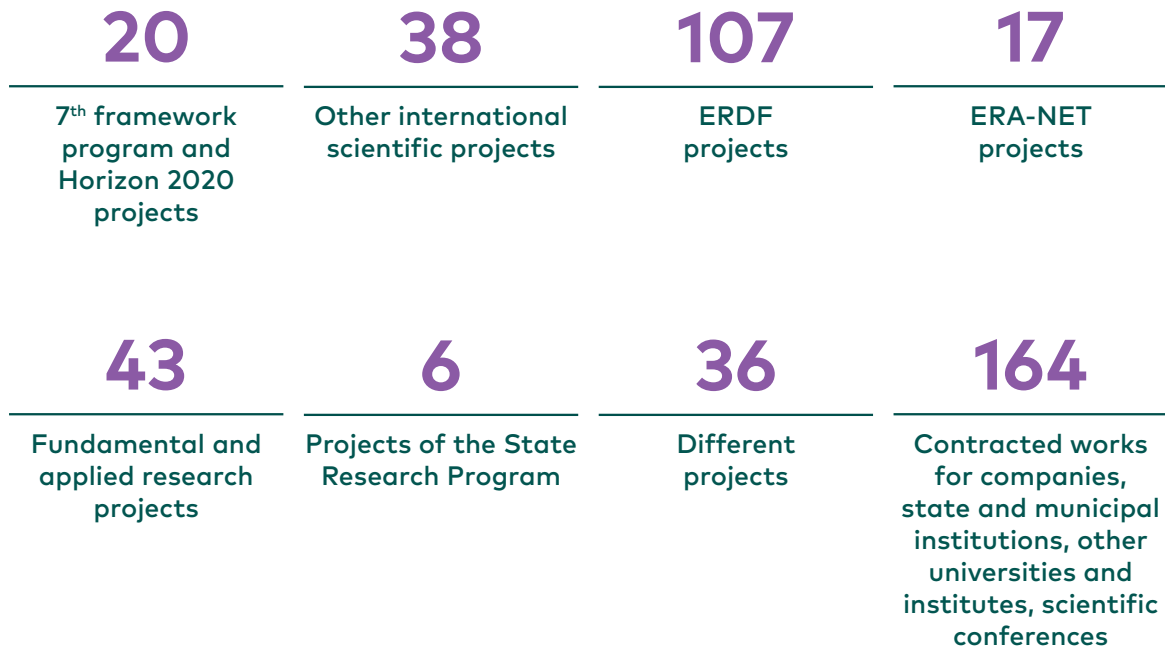 20
7th framework
program and
Horizon 2020
projects
38
Other international
scientific projects
107
ERDF
projects
17
ERA-NET
projects
43
Fundamental and
applied research
projects
6
Projects of the State
Research Program
36
Different
projects
164
Contracted works
for companies,
state and municipal
institutions, other
universities and
institutes, scientific
conferences